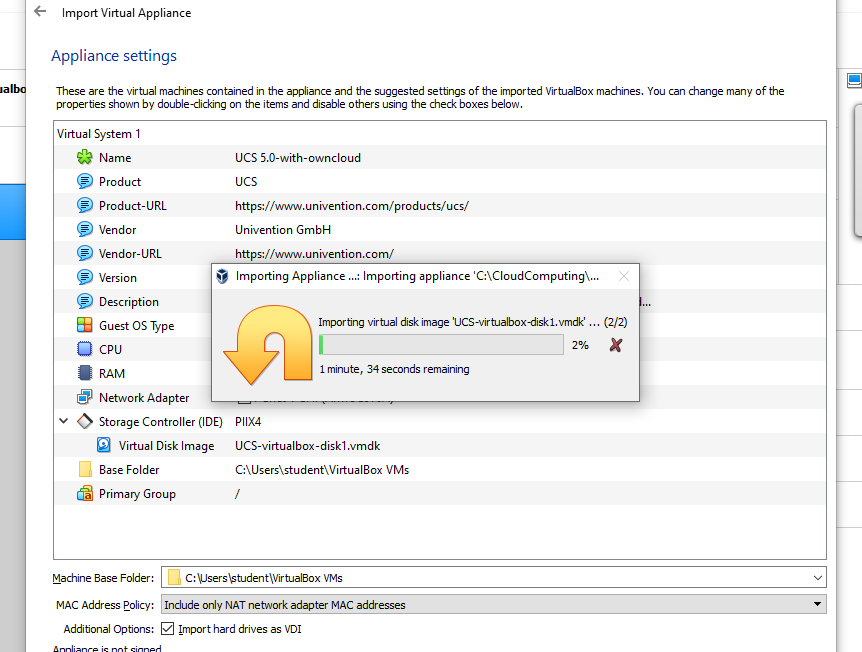 Import Virtual Appliance
Appliance settings
These are the virtual machines contained in the appliance and the suggested settings of the imported VirtualBox machines. You can change many of the
properties shown by double-clicking on the items and disable others using the check boxes below.
Virtual System 1
Name UCS 5.0-with-owncloud
Product UCS
Product-URL https://www.univention.com/products/ucs/
Vendor Univention GmbH
Vendor-URL https://www.univention.com/
Version
Description
Guest OS Type
CPU
RAM
Network Adapter
Storage Controller (IDE) PIIX4
Virtual Disk Image UCS-virtualbox-disk1.vmdk
Base Folder C:\Users\student\VirtualBox VMs
Primary Group /
Importing Appliance ...: Importing appliance 'C:\CloudComputing\...
Importing virtual disk image 'UCS-virtualbox-disk1.vmdk' ... (2/2)
2%
1 minute, 34 seconds remaining
Machine Base Folder: C:\Users\student\VirtualBox VMs
MAC Address Policy: Include only NAT network adapter MAC addresses
Additional Options: Import hard drives as VDI
Appliance is not signed